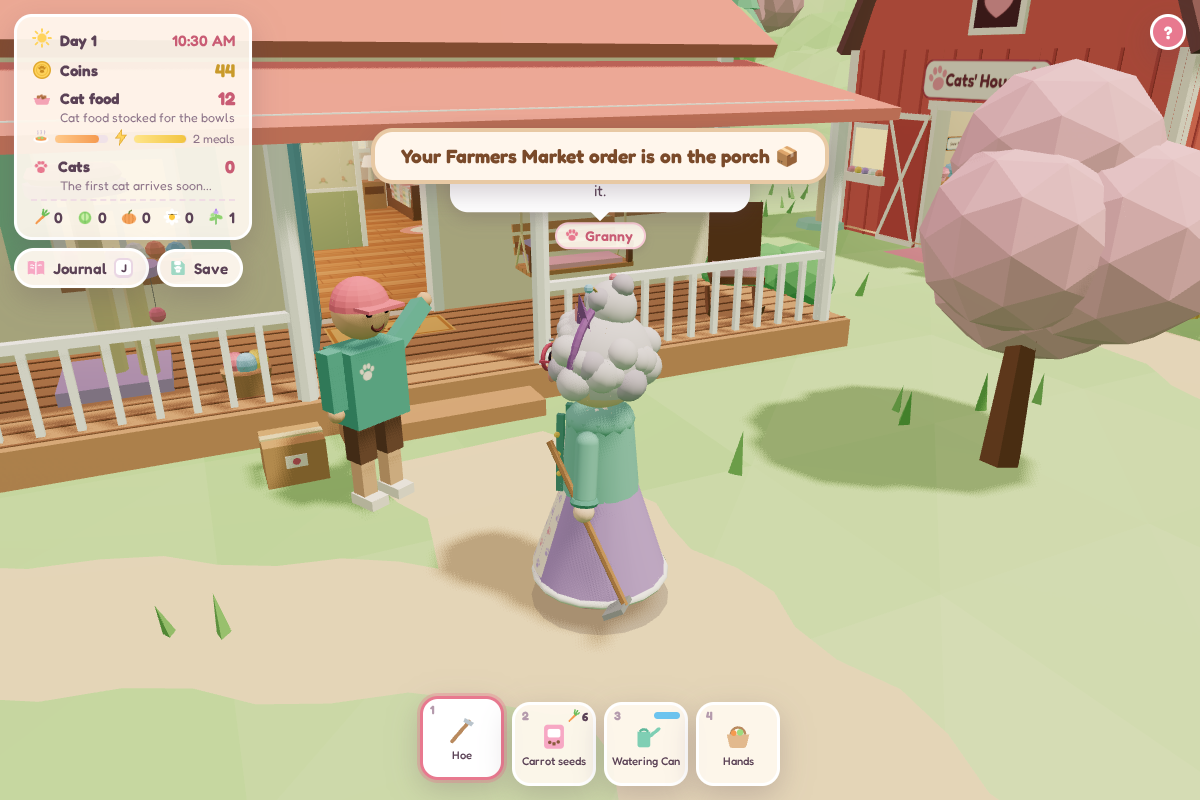 Day 1 10:30 AM
Coins 44
Cat food 12
Cat food stocked for the bowls
2 meals
Cats 0
The first cat arrives soon...
0 0 0 0 1
Journal J
Save
Your Farmers Market order is on the porch
it.
Granny
Cats'
?
1
Hoe
2 6
Carrot seeds
3
Watering Can
4
Hands